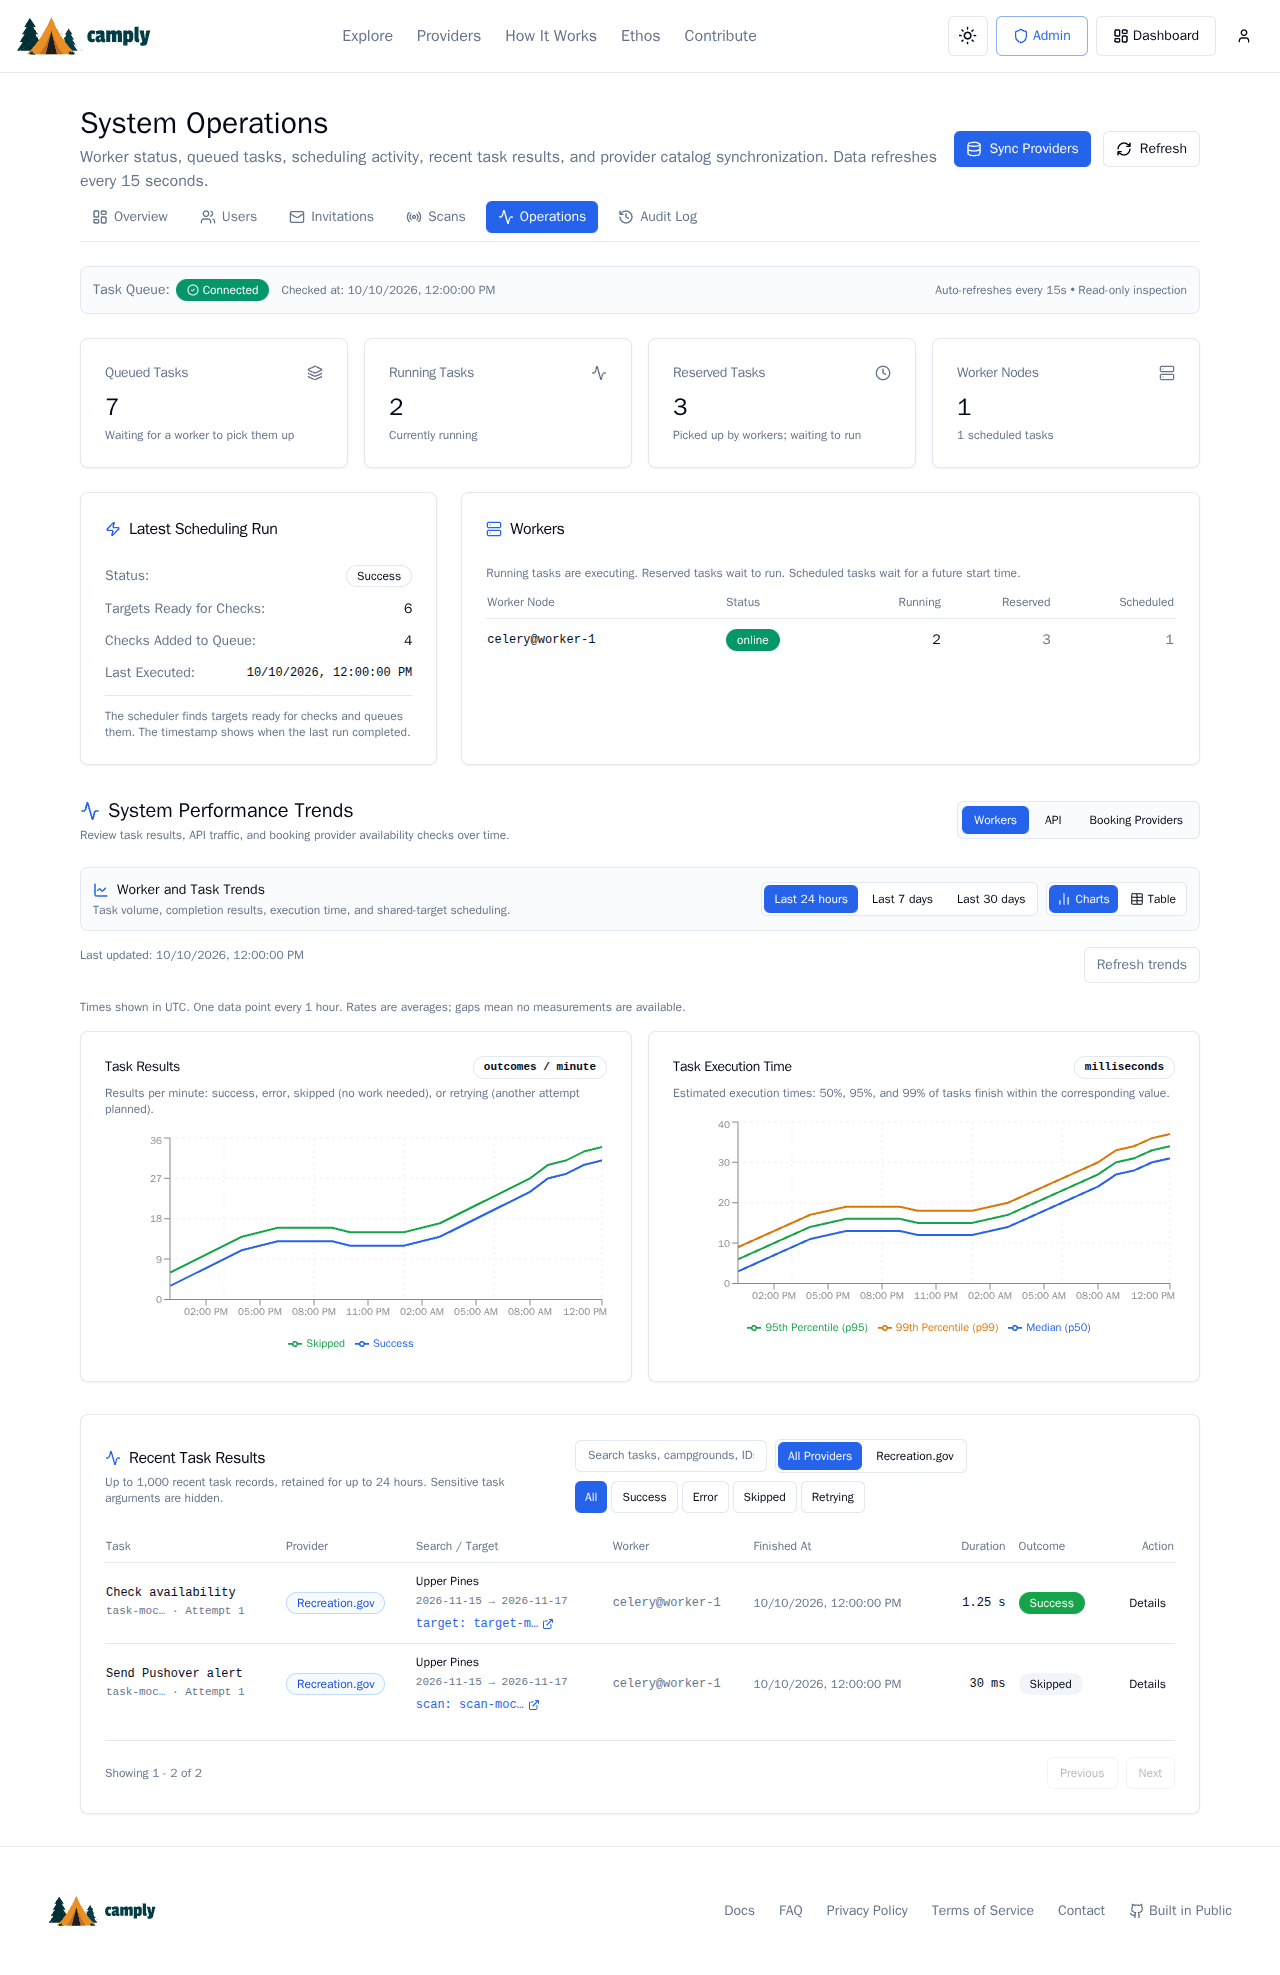 camply
Explore Providers How It Works Ethos Contribute
Admin Dashboard
System Operations
Worker status, queued tasks, scheduling activity, recent task results, and provider catalog synchronization. Data refreshes
every 15 seconds.
Sync Providers Refresh
Overview Users Invitations Scans Operations Audit Log
Task Queue: Connected Checked at: 10/10/2026, 12:00:00 PM
Auto-refreshes every 15s • Read-only inspection
Queued Tasks
7
Waiting for a worker to pick them up
Running Tasks
2
Currently running
Reserved Tasks
3
Picked up by workers; waiting to run
Worker Nodes
1
1 scheduled tasks
Latest Scheduling Run
Status: Success
Targets Ready for Checks: 6
Checks Added to Queue: 4
Last Executed: 10/10/2026, 12:00:00 PM
The scheduler finds targets ready for checks and queues
them. The timestamp shows when the last run completed.
Workers
Running tasks are executing. Reserved tasks wait to run. Scheduled tasks wait for a future start time.
Worker Node Status Running Reserved Scheduled
celery@worker-1 online 2 3 1
System Performance Trends
Review task results, API traffic, and booking provider availability checks over time.
Workers API Booking Providers
Worker and Task Trends
Task volume, completion results, execution time, and shared-target scheduling.
Last 24 hours Last 7 days Last 30 days Charts Table
Last updated: 10/10/2026, 12:00:00 PM
Refresh trends
Times shown in UTC. One data point every 1 hour. Rates are averages; gaps mean no measurements are available.
Task Results outcomes / minute
Results per minute: success, error, skipped (no work needed), or retrying (another attempt
planned).
36
27
18
9
0
02:00 PM 05:00 PM 08:00 PM 11:00 PM 02:00 AM 05:00 AM 08:00 AM 12:00 PM
Skipped Success
Task Execution Time milliseconds
Estimated execution times: 50%, 95%, and 99% of tasks finish within the corresponding value.
40
30
20
10
0
02:00 PM 05:00 PM 08:00 PM 11:00 PM 02:00 AM 05:00 AM 08:00 AM 12:00 PM
95th Percentile (p95) 99th Percentile (p99) Median (p50)
Recent Task Results
Up to 1,000 recent task records, retained for up to 24 hours. Sensitive task
arguments are hidden.
Search tasks, campgrounds, ID
All Providers Recreation.gov
All Success Error Skipped Retrying
Task Provider Search / Target Worker Finished At Duration Outcome Action
Check availability
task-moc… · Attempt 1
Recreation.gov
Upper Pines
2026-11-15 → 2026-11-17
target: target-m…
celery@worker-1 10/10/2026, 12:00:00 PM 1.25 s Success Details
Send Pushover alert
task-moc… · Attempt 1
Recreation.gov
Upper Pines
2026-11-15 → 2026-11-17
scan: scan-moc…
celery@worker-1 10/10/2026, 12:00:00 PM 30 ms Skipped Details
Showing 1 - 2 of 2
Previous Next
camply
Docs FAQ Privacy Policy Terms of Service Contact Built in Public